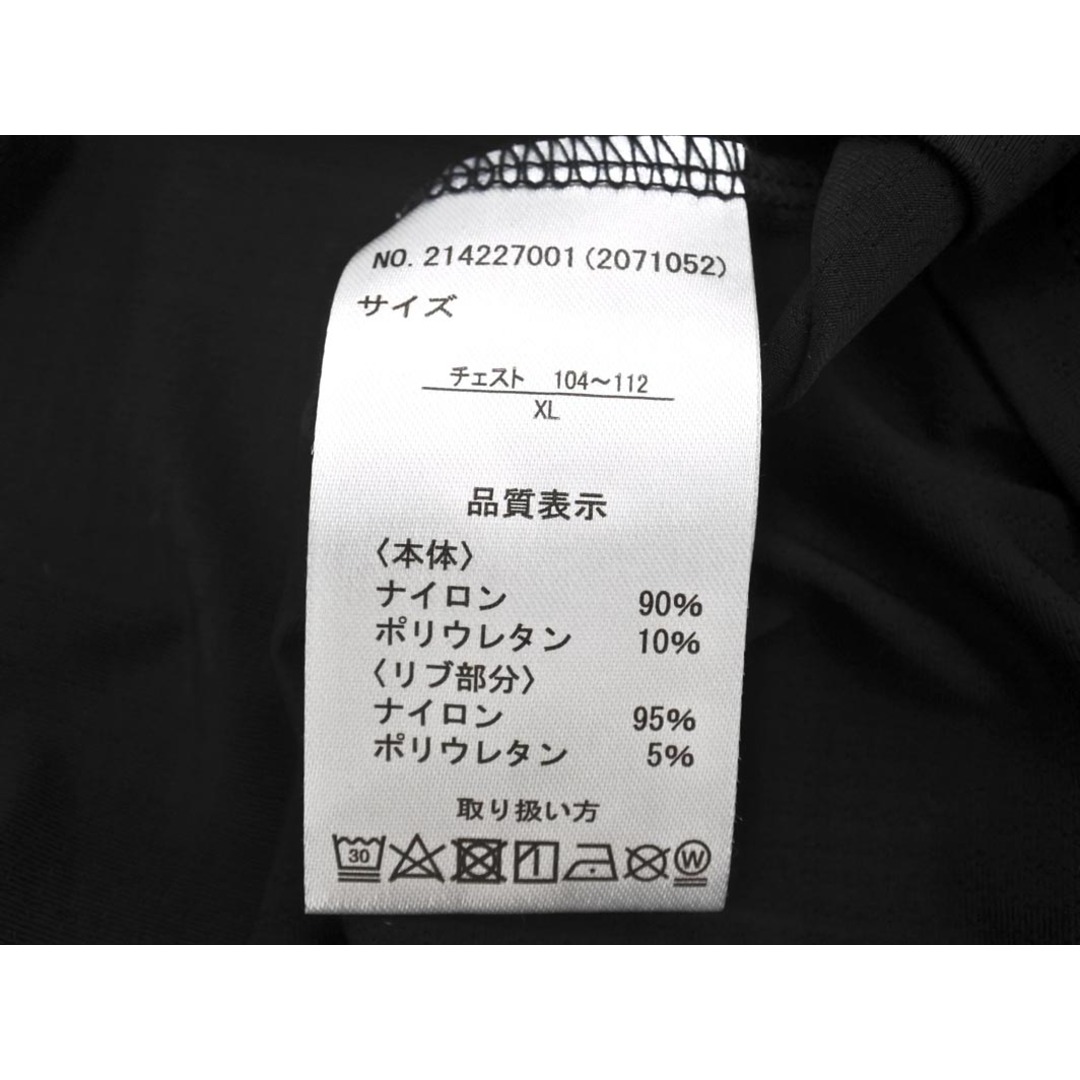 NO. 214227001(2071052)
サイズ
チェスト 104～112
XL
品質表示
〈本体〉
ナイロン 90%
ポリウレタン 10%
〈リブ部分〉
ナイロン 95%
ポリウレタン 5%
取り扱い方
30 W